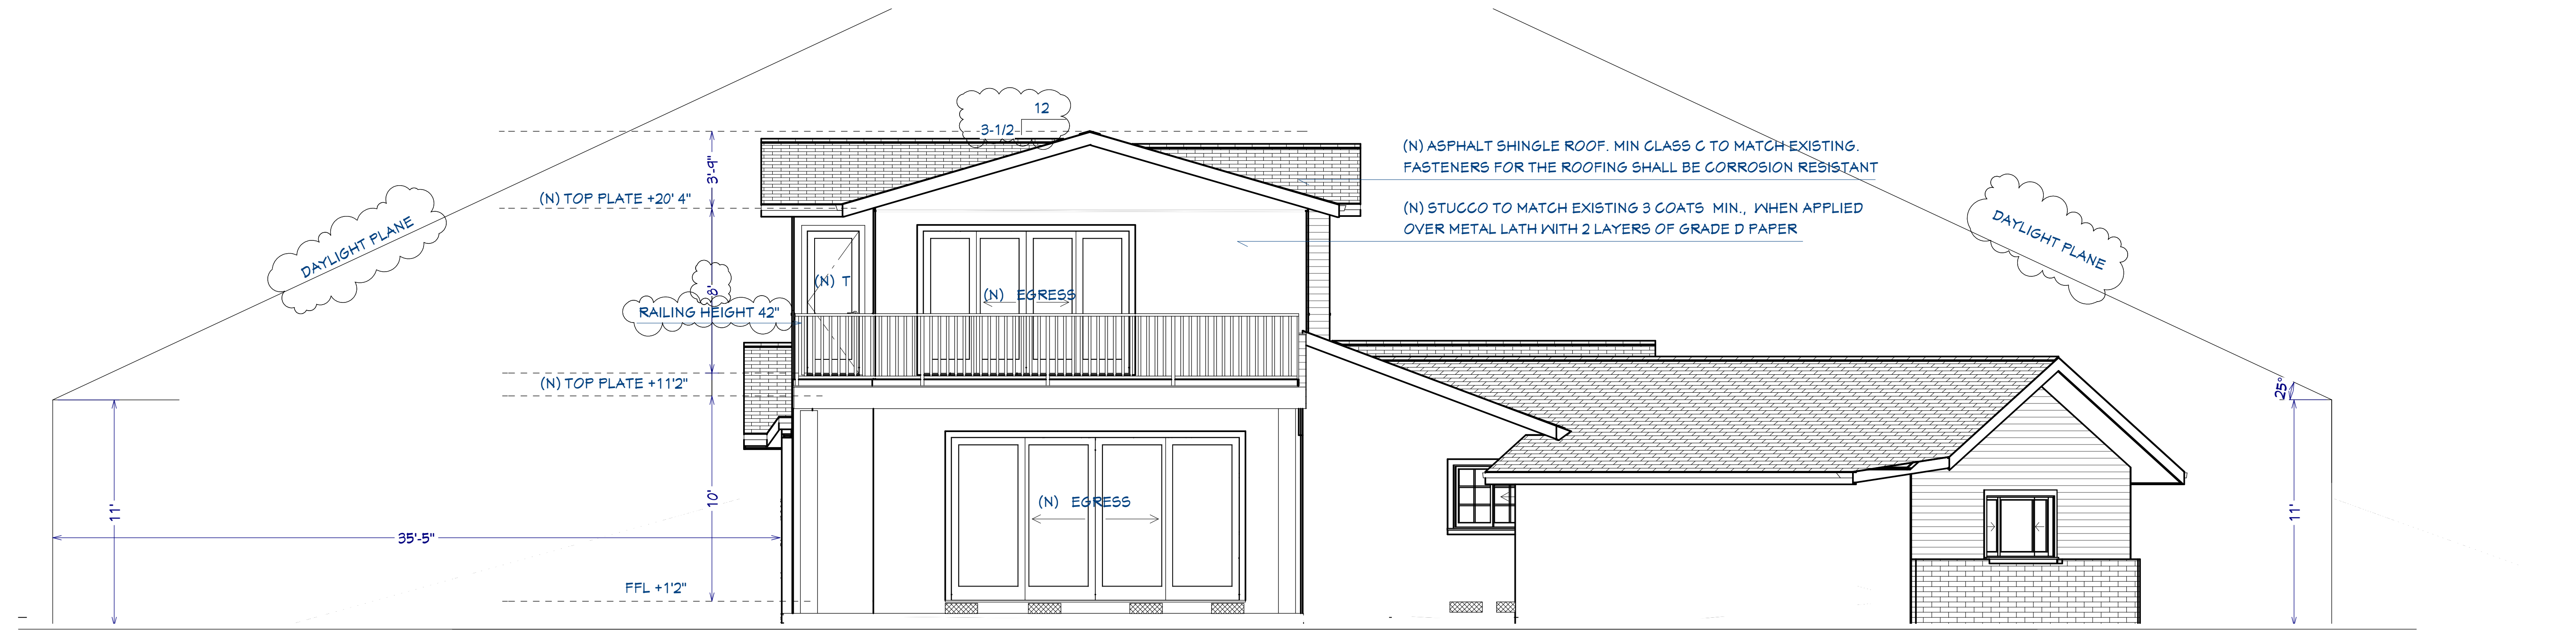 12
3-1/2
3'-9"
(N) ASPHALT SHINGLE ROOF. MIN CLASS C TO MATCH EXISTING.
FASTENERS FOR THE ROOFING SHALL BE CORROSION RESISTANT
(N) TOP PLATE +20' 4"
(N) STUCCO TO MATCH EXISTING 3 COATS MIN., WHEN APPLIED
OVER METAL LATH WITH 2 LAYERS OF GRADE D PAPER
DAYLIGHT PLANE
DAYLIGHT PLANE
(N) T
8'
(N) EGRESS
RAILING HEIGHT 42"
(N) TOP PLATE +11'2"
25°
10'
(N) EGRESS
11'
11'
35'-5"
FFL +1'2"